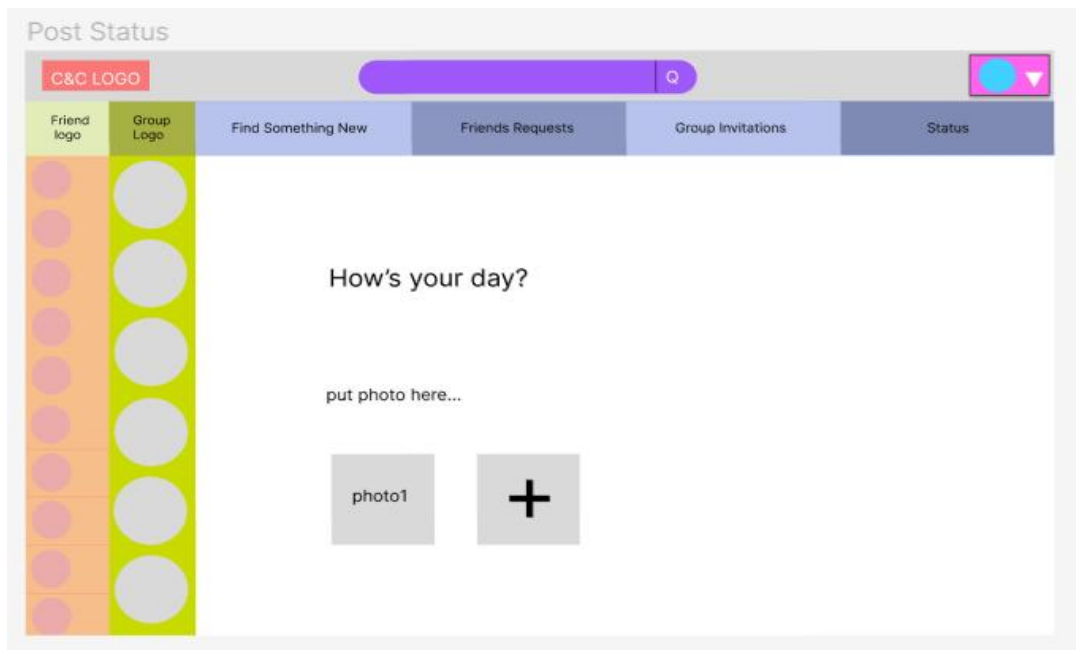 Post Status
C&C LOGO
Q
Friend
logo
Group
Logo
Find Something New
Friends Requests
Group Invitations
Status
How's your day?
put photo here...
photo1
+